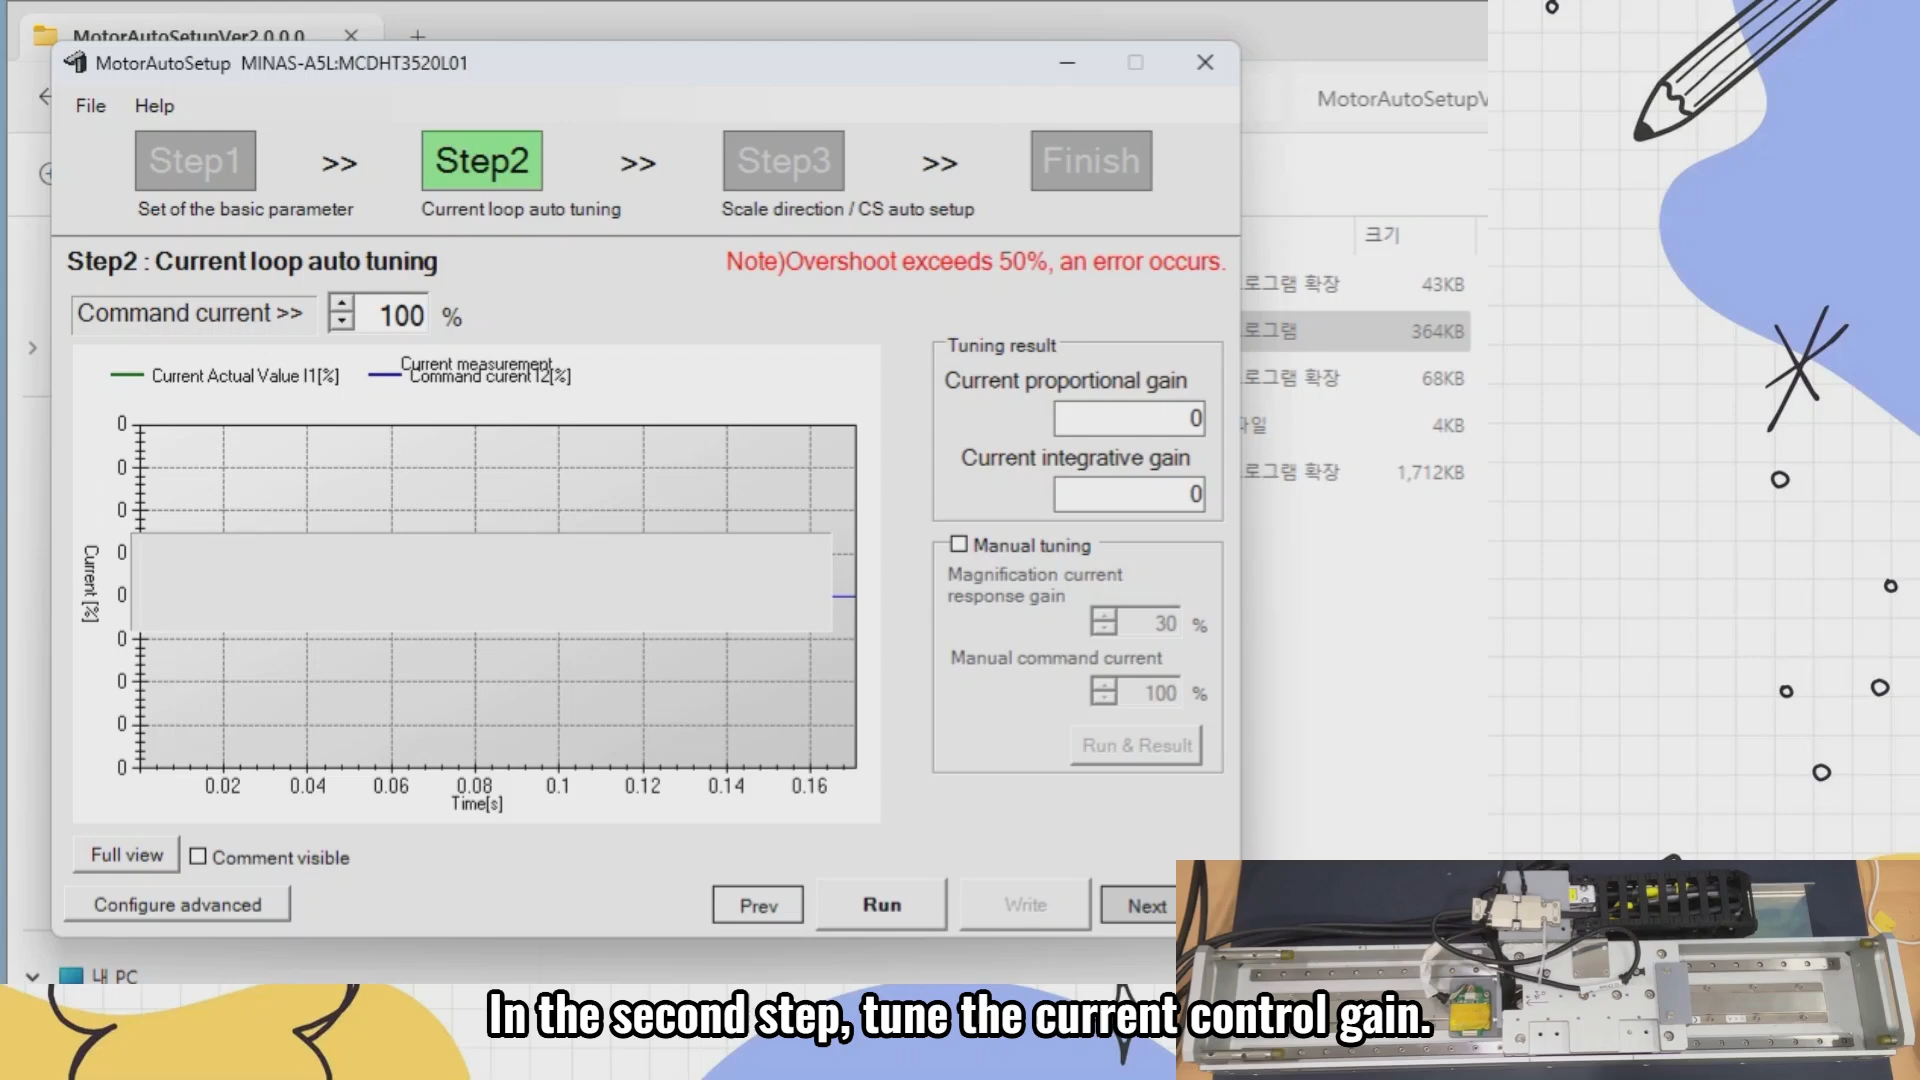 MotorAutoSetupVer2.0.0.0
MotorAutoSetup MINAS-A5L:MCDHT3520L01
File Help
MotorAutoSetupV
Step1 >> Step2 >> Step3 >> Finish
Set of the basic parameter
Current loop auto tuning
Scale direction / CS auto setup
크기
Step2 : Current loop auto tuning
Note)Overshoot exceeds 50%, an error occurs.
로그램 확장 43KB
Command current >> 100 %
로그램 364KB
Tuning result
Current measurement
Current Actual Value I1[%]
Command curent I2[%]
Current proportional gain
로그램 확장 68KB
0
파일 4KB
Current integrative gain
로그램 확장 1,712KB
0
0
0
0
0
0
0
0
0
0
Current [%]
0.02 0.04 0.06 0.08 0.1 0.12 0.14 0.16
Time[s]
Manual tuning
Magnification current
response gain
30 %
Manual command current
100 %
Run & Result
Full view
Comment visible
Configure advanced
Prev
Run
Write
Next
내 PC
In the second step, tune the current control gain.